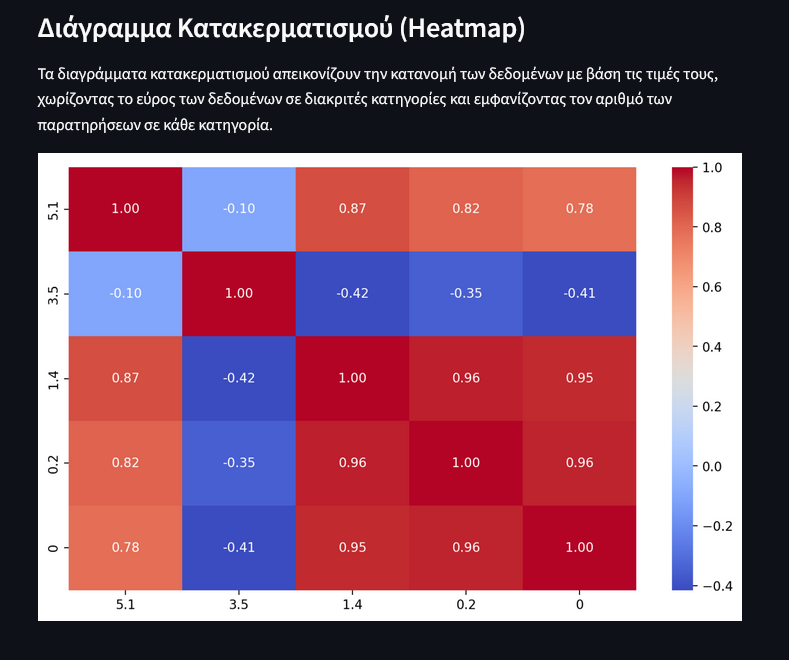 Διάγραμμα Κατακερματισμού (Heatmap)
Τα διαγράμματα κατακερματισμού απεικονίζουν την κατανομή των δεδομένων με βάση τις τιμές τους,
χωρίζοντας το εύρος των δεδομένων σε διακριτές κατηγορίες και εμφανίζοντας τον αριθμό των
παρατηρήσεων σε κάθε κατηγορία.
5.1 1.00 -0.10 0.87 0.82 0.78
3.5 -0.10 1.00 -0.42 -0.35 -0.41
1.4 0.87 -0.42 1.00 0.96 0.95
0.2 0.82 -0.35 0.96 1.00 0.96
0 0.78 -0.41 0.95 0.96 1.00
5.1 3.5 1.4 0.2 0
1.0
0.8
0.6
0.4
0.2
0.0
−0.2
−0.4